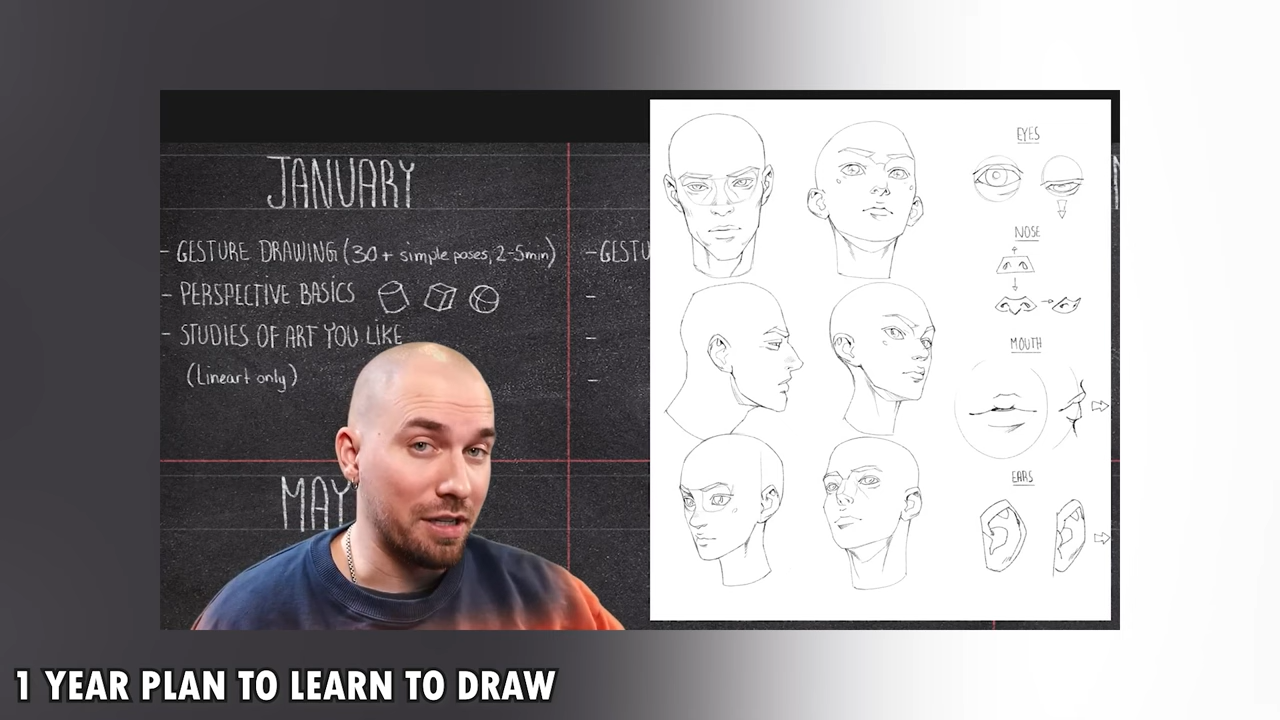 JANUARY
- GESTURE DRAWING (30+ simple poses, 2-5min)
- PERSPECTIVE BASICS
- STUDIES OF ART YOU LIKE
(Lineart only)
MAY
-
-
-
EYES
NOSE
MOUTH
EARS
1 YEAR PLAN TO LEARN TO DRAW